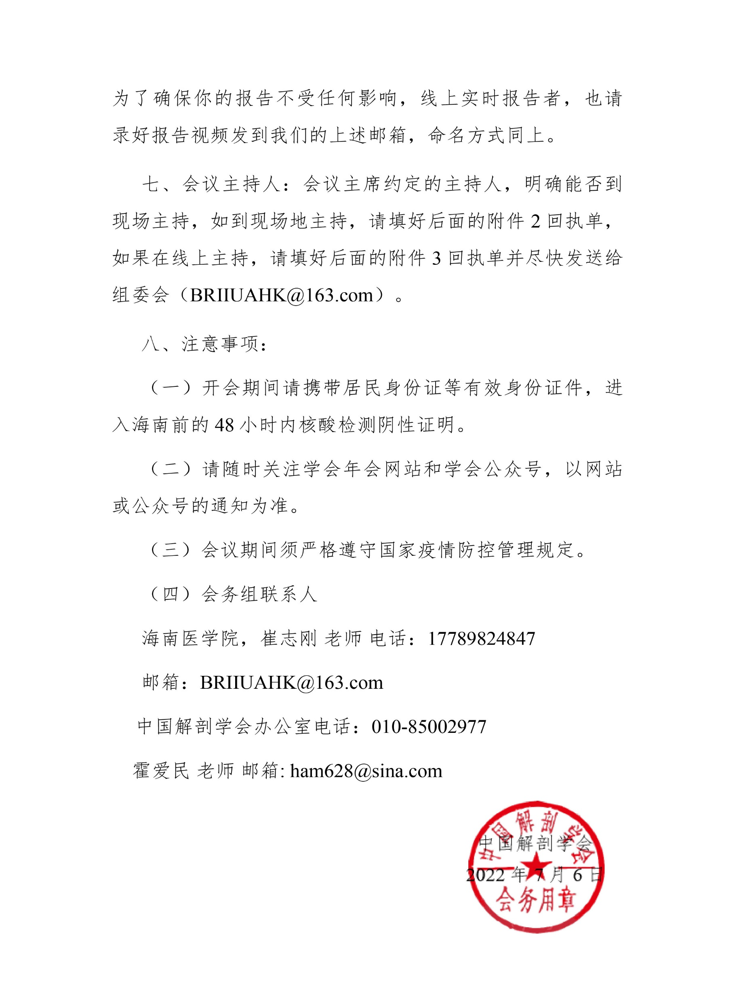 为了确保你的报告不受任何影响，线上实时报告者，也请
录好报告视频发到我们的上述邮箱，命名方式同上。
七、会议主持人：会议主席约定的主持人，明确能否到
现场主持，如到现场地主持，请填好后面的附件 2 回执单，
如果在线上主持，请填好后面的附件 3 回执单并尽快发送给
组委会（BRIIUAHK@163.com）。
八、注意事项：
（一）开会期间请携带居民身份证等有效身份证件，进
入海南前的 48 小时内核酸检测阴性证明。
（二）请随时关注学会年会网站和学会公众号，以网站
或公众号的通知为准。
（三）会议期间须严格遵守国家疫情防控管理规定。
（四）会务组联系人
海南医学院，崔志刚 老师 电话：17789824847
邮箱：BRIIUAHK@163.com
中国解剖学会办公室电话：010-85002977
霍爱民 老师 邮箱: ham628@sina.com
中国解剖学会
中国解剖学会
2022 年 7 月 6 日
会务用章